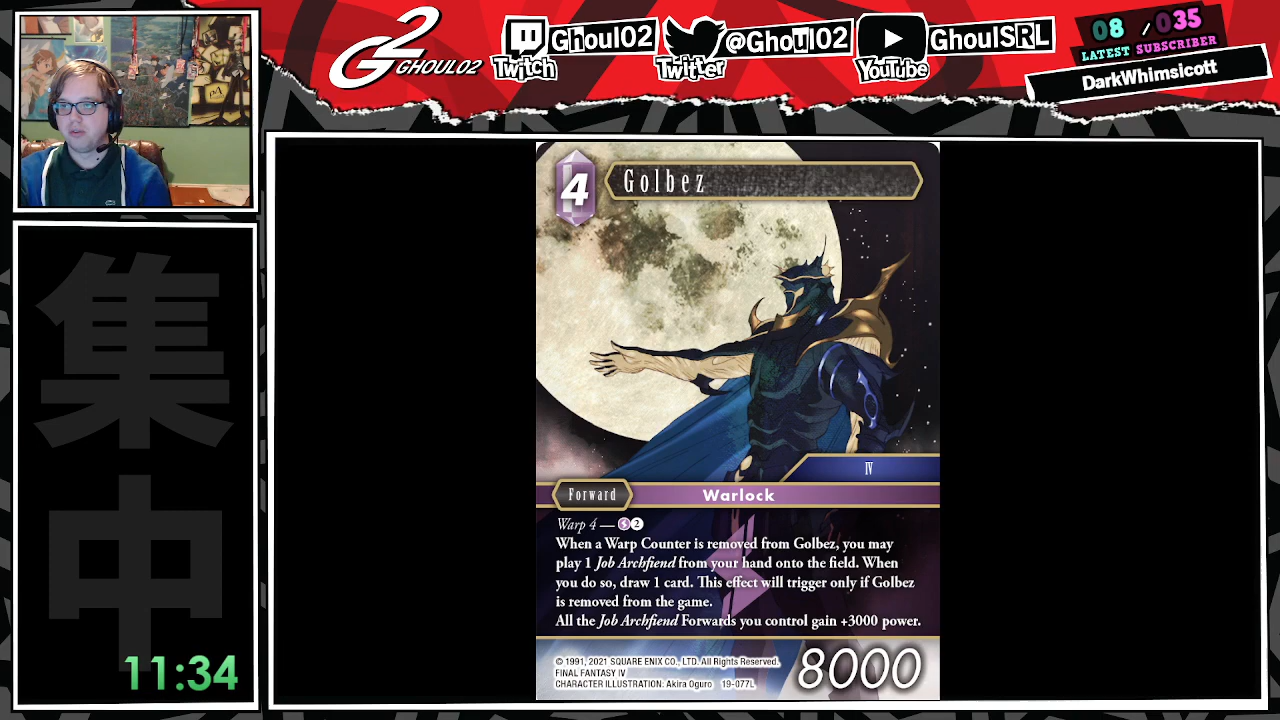 G2
GHOUL02
Ghoul02
Twitch
@Ghoul02
Twitter
GhoulSRL
YouTube
08 / 035
LATEST SUBSCRIBER
DarkWhimsicott
集
中
11:34
4
Golbez
IV
Forward
Warlock
Warp 4 — 2
When a Warp Counter is removed from Golbez, you may
play 1 Job Archfiend from your hand onto the field. When
you do so, draw 1 card. This effect will trigger only if Golbez
is removed from the game.
All the Job Archfiend Forwards you control gain +3000 power.
© 1991, 2021 SQUARE ENIX CO., LTD. All Rights Reserved.
FINAL FANTASY IV
CHARACTER ILLUSTRATION: Akira Oguro 19-077L
8000